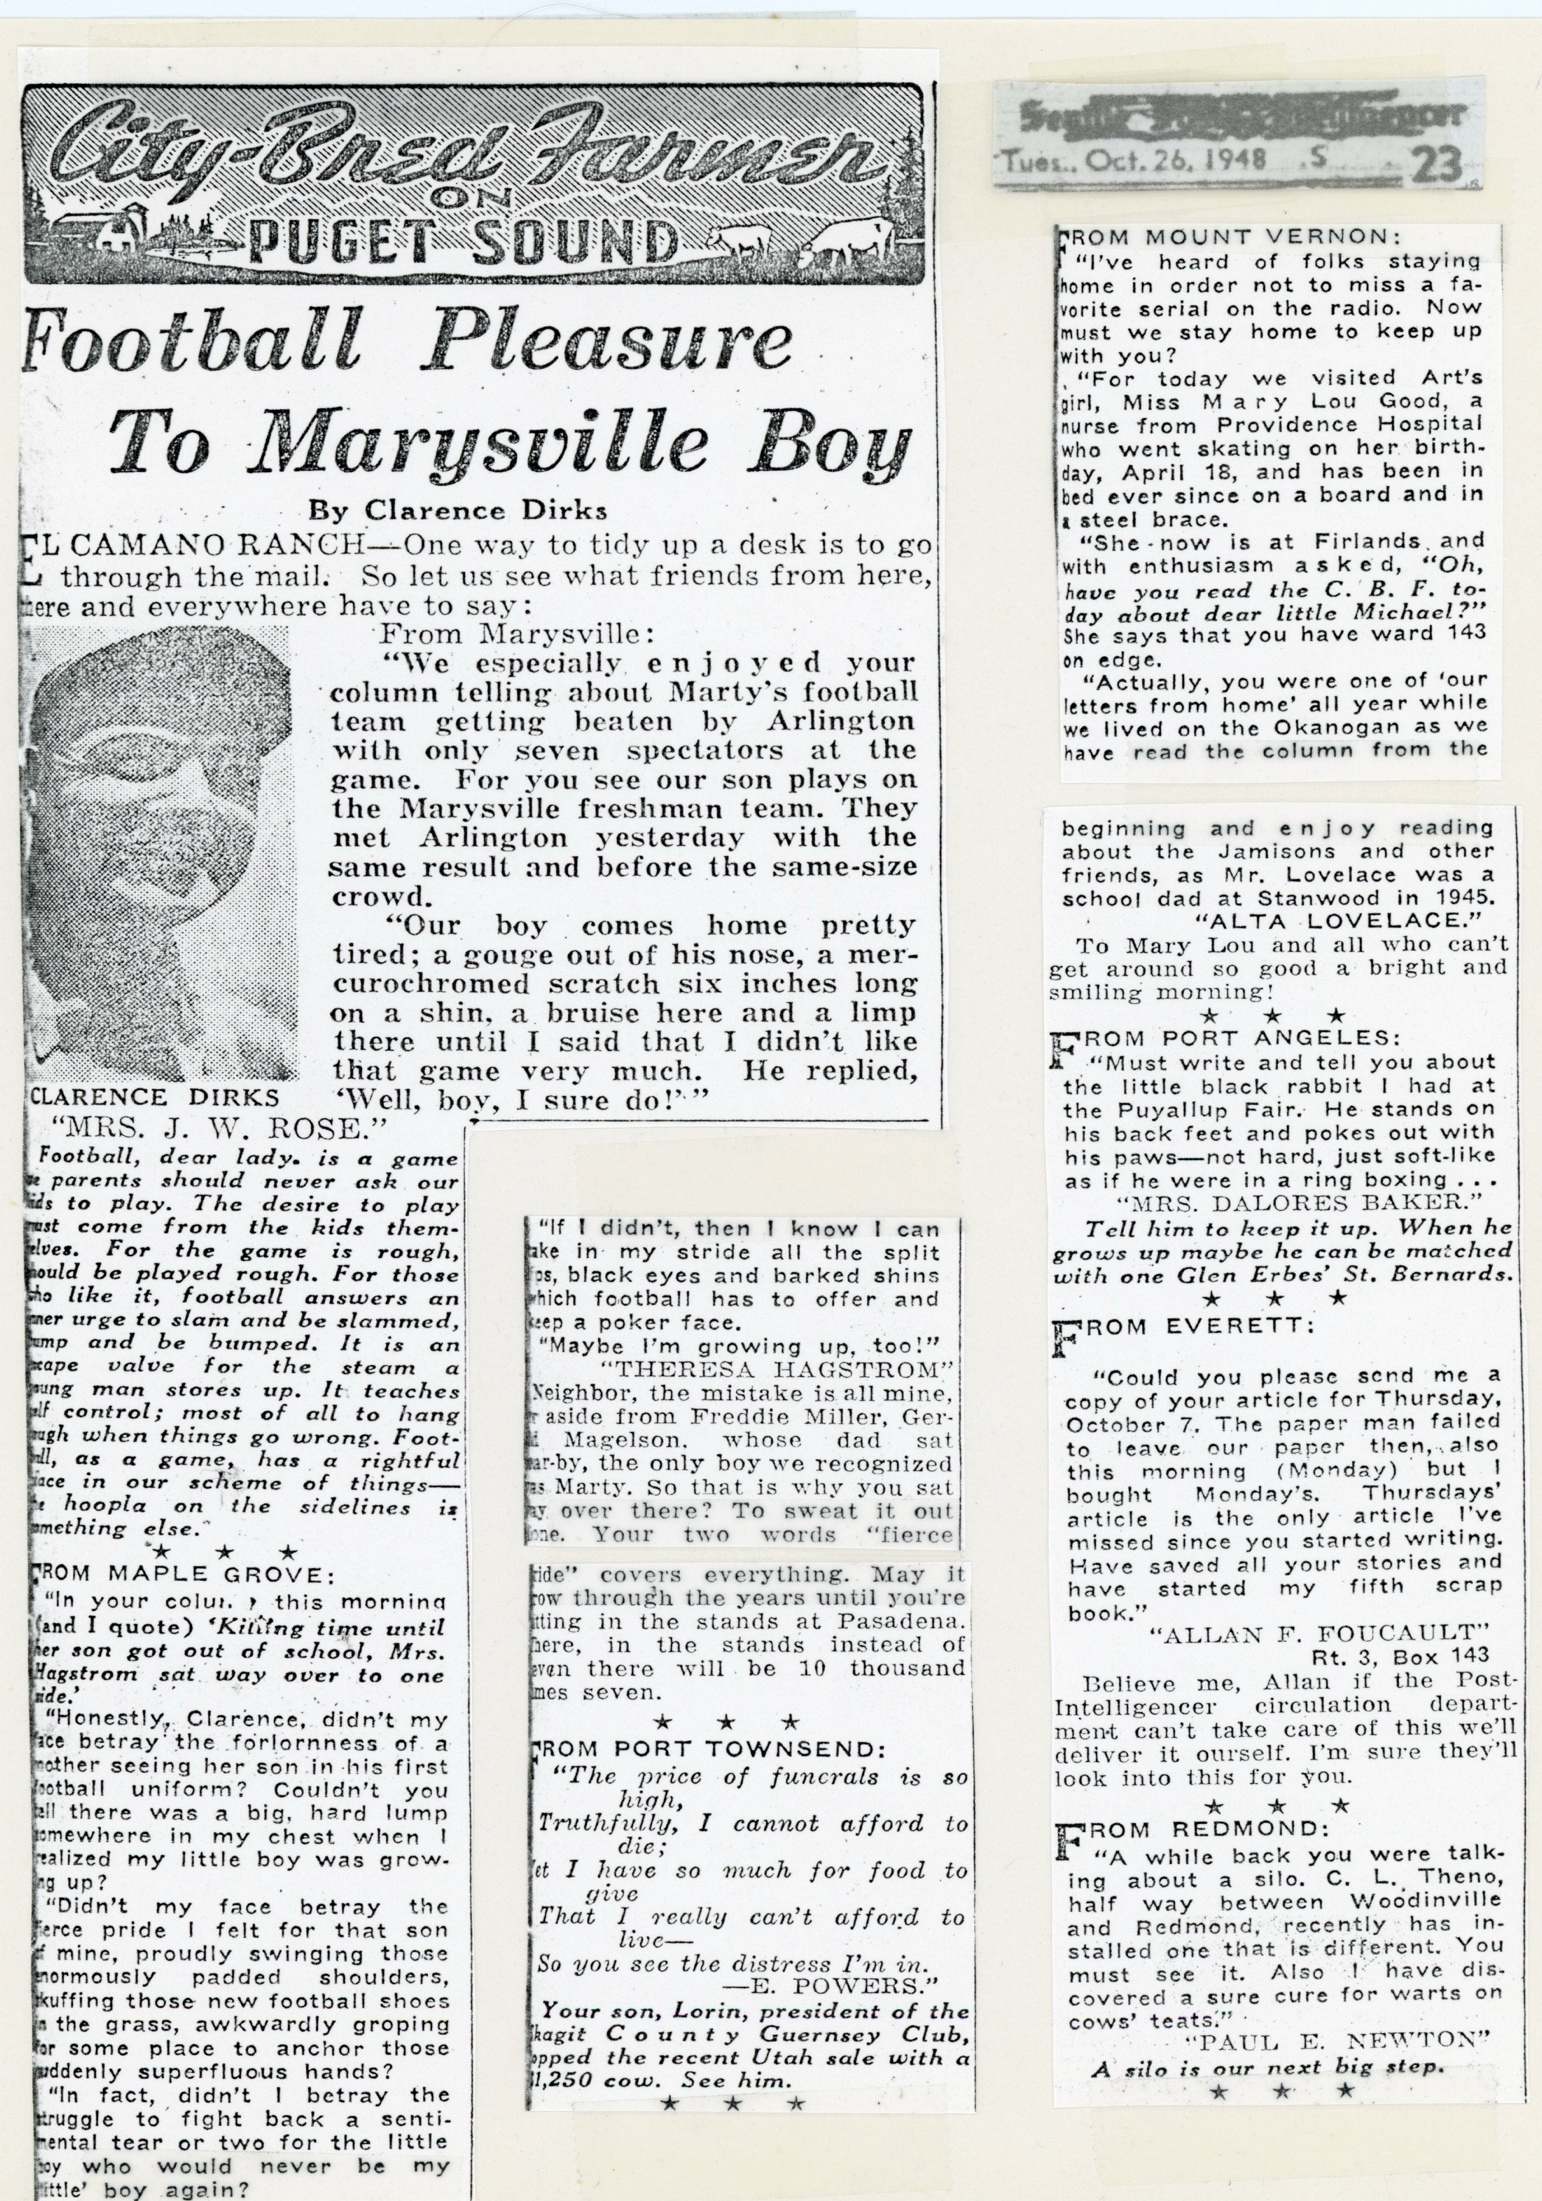 City-Bred Farmer
ON
PUGET SOUND
Football Pleasure
To Marysville Boy
By Clarence Dirks
EL CAMANO RANCH—One way to tidy up a desk is to go
through the mail. So let us see what friends from here,
here and everywhere have to say:
From Marysville:
"We especially enjoyed your
column telling about Marty's football
team getting beaten by Arlington
with only seven spectators at the
game. For you see our son plays on
the Marysville freshman team. They
met Arlington yesterday with the
same result and before the same-size
crowd.
"Our boy comes home pretty
tired; a gouge out of his nose, a mer-
curochromed scratch six inches long
on a shin, a bruise here and a limp
there until I said that I didn't like
that game very much. He replied,
'Well, boy, I sure do!'"
CLARENCE DIRKS
"MRS. J. W. ROSE."
Football, dear lady. is a game
parents should never ask our
kids to play. The desire to play
must come from the kids them-
selves. For the game is rough,
should be played rough. For those
who like it, football answers an
inner urge to slam and be slammed,
bump and be bumped. It is an
escape valve for the steam a
young man stores up. It teaches
self control; most of all to hang
tough when things go wrong. Foot-
ball, as a game, has a rightful
place in our scheme of things—
the hoopla on the sidelines is
something else.
★ ★ ★
FROM MAPLE GROVE:
"In your colu this morning
(and I quote) 'Killing time until
her son got out of school, Mrs.
Hagstrom sat way over to one
side.'
"Honestly, Clarence, didn't my
face betray the forlornness of a
mother seeing her son in his first
football uniform? Couldn't you
tell there was a big, hard lump
somewhere in my chest when I
realized my little boy was grow-
ing up?
"Didn't my face betray the
fierce pride I felt for that son
of mine, proudly swinging those
enormously padded shoulders,
skuffing those new football shoes
in the grass, awkwardly groping
for some place to anchor those
suddenly superfluous hands?
"In fact, didn't I betray the
struggle to fight back a senti-
mental tear or two for the little
boy who would never be my
'little' boy again?
"If I didn't, then I know I can
take in my stride all the split
lips, black eyes and barked shins
which football has to offer and
keep a poker face.
"Maybe I'm growing up, too!"
"THERESA HAGSTROM"
Neighbor, the mistake is all mine,
aside from Freddie Miller, Ger-
Magelson, whose dad sat
near-by, the only boy we recognized
was Marty. So that is why you sat
way over there? To sweat it out
alone. Your two words "fierce
pride" covers everything. May it
grow through the years until you're
sitting in the stands at Pasadena.
There, in the stands instead of
seven there will be 10 thousand
times seven.
★ ★ ★
FROM PORT TOWNSEND:
"The price of funerals is so
high,
Truthfully, I cannot afford to
die;
Yet I have so much for food to
give
That I really can't afford to
live—
So you see the distress I'm in.
—E. POWERS."
Your son, Lorin, president of the
Skagit County Guernsey Club,
topped the recent Utah sale with a
$1,250 cow. See him.
★ ★ ★
Tues., Oct. 26, 1948 S 23
FROM MOUNT VERNON:
"I've heard of folks staying
home in order not to miss a fa-
vorite serial on the radio. Now
must we stay home to keep up
with you?
"For today we visited Art's
girl, Miss Mary Lou Good, a
nurse from Providence Hospital
who went skating on her birth-
day, April 18, and has been in
bed ever since on a board and in
a steel brace.
"She now is at Firlands and
with enthusiasm asked, "Oh,
have you read the C. B. F. to-
day about dear little Michael?"
She says that you have ward 143
on edge.
"Actually, you were one of 'our
letters from home' all year while
we lived on the Okanogan as we
have read the column from the
beginning and enjoy reading
about the Jamisons and other
friends, as Mr. Lovelace was a
school dad at Stanwood in 1945.
"ALTA LOVELACE."
To Mary Lou and all who can't
get around so good a bright and
smiling morning!
★ ★ ★
FROM PORT ANGELES:
"Must write and tell you about
the little black rabbit I had at
the Puyallup Fair. He stands on
his back feet and pokes out with
his paws—not hard, just soft-like
as if he were in a ring boxing . . .
"MRS. DALORES BAKER."
Tell him to keep it up. When he
grows up maybe he can be matched
with one Glen Erbes' St. Bernards.
★ ★ ★
FROM EVERETT:
"Could you please send me a
copy of your article for Thursday,
October 7. The paper man failed
to leave our paper then, also
this morning (Monday) but I
bought Monday's. Thursdays'
article is the only article I've
missed since you started writing.
Have saved all your stories and
have started my fifth scrap
book."
"ALLAN F. FOUCAULT"
Rt. 3, Box 143
Believe me, Allan if the Post-
Intelligencer circulation depart-
ment can't take care of this we'll
deliver it ourself. I'm sure they'll
look into this for you.
★ ★ ★
FROM REDMOND:
"A while back you were talk-
ing about a silo. C. L. Theno,
half way between Woodinville
and Redmond, recently has in-
stalled one that is different. You
must see it. Also I have dis-
covered a sure cure for warts on
cows' teats."
"PAUL E. NEWTON"
A silo is our next big step.
★ ★ ★